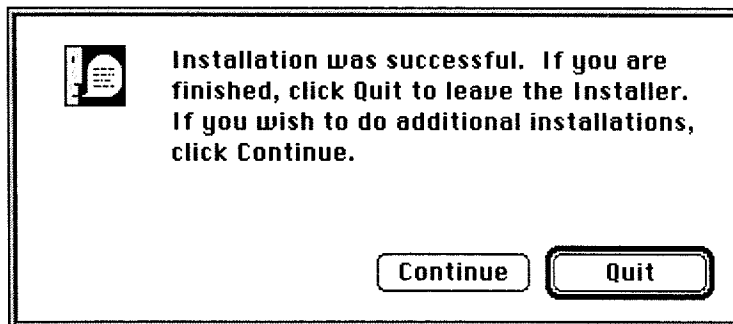 Installation was successful.  If you are
finished, click Quit to leave the Installer.
If you wish to do additional installations,
click Continue.
Continue
Quit